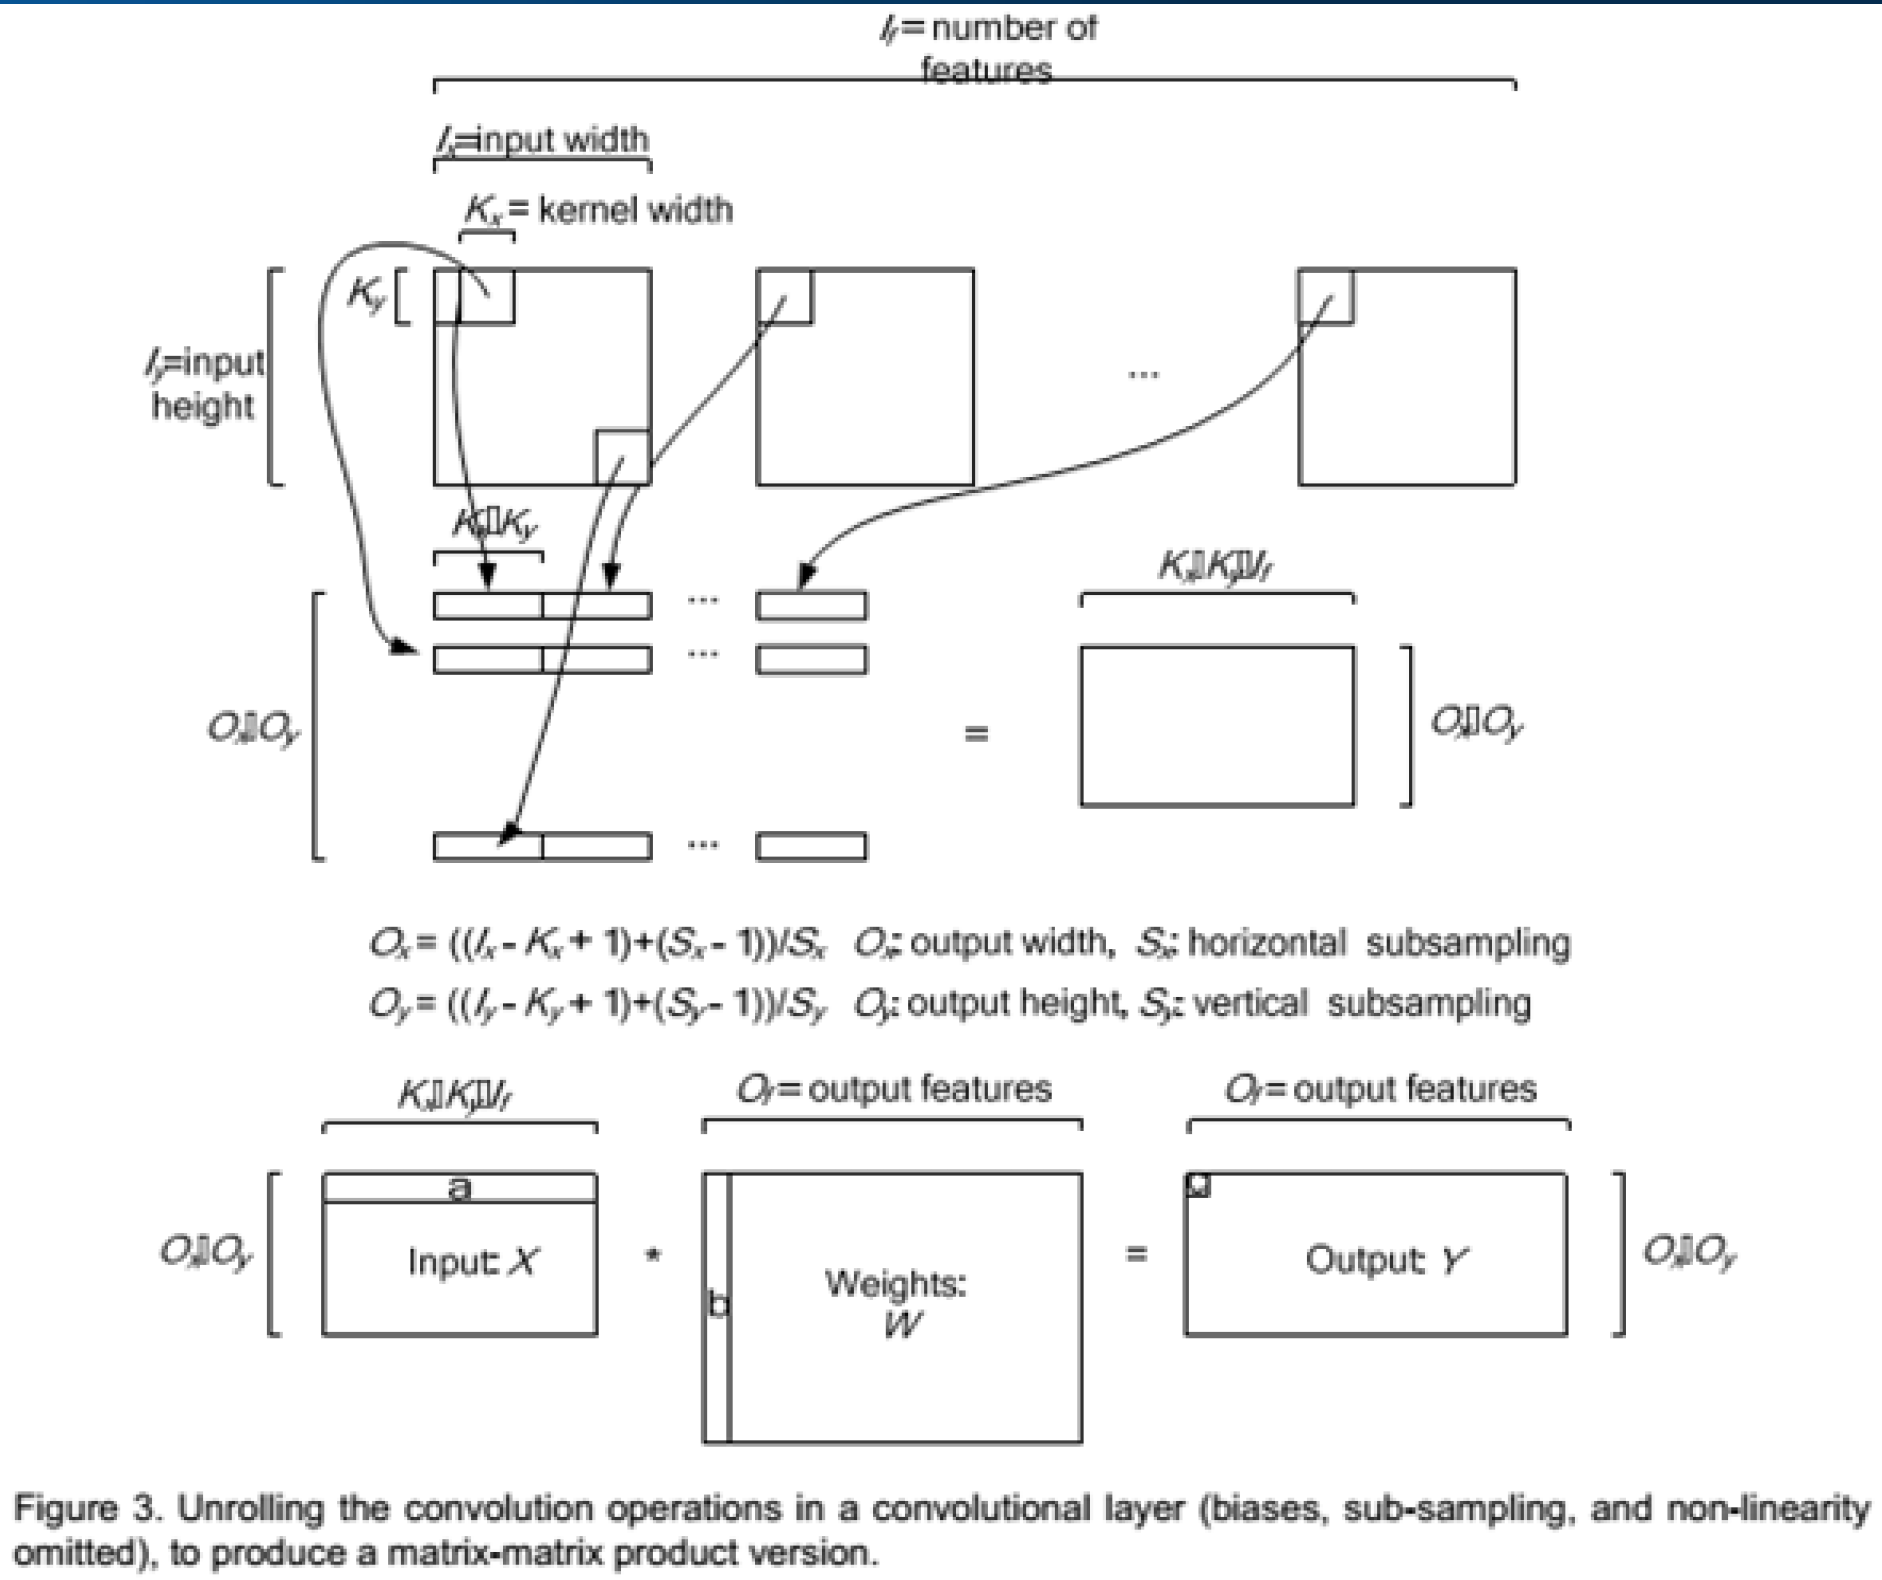 I_f = number of
features
I_x=input width
K_x = kernel width
K_y
I_y=input
height
...
K_x▯K_y
...
K_x▯K_y▯I_f
...
O_x▯O_y
=
O_x▯O_y
...
O_x = ((I_x - K_x + 1)+(S_x - 1))/S_x O_x: output width, S_x: horizontal subsampling
O_y = ((I_y - K_y + 1)+(S_y - 1))/S_y O_y: output height, S_y: vertical subsampling
K_x▯K_y▯I_f
O_f = output features
O_f = output features
a
O_x▯O_y
Input: X
*
b
Weights:
W
=
Output: Y
O_x▯O_y
Figure 3. Unrolling the convolution operations in a convolutional layer (biases, sub-sampling, and non-linearity
omitted), to produce a matrix-matrix product version.